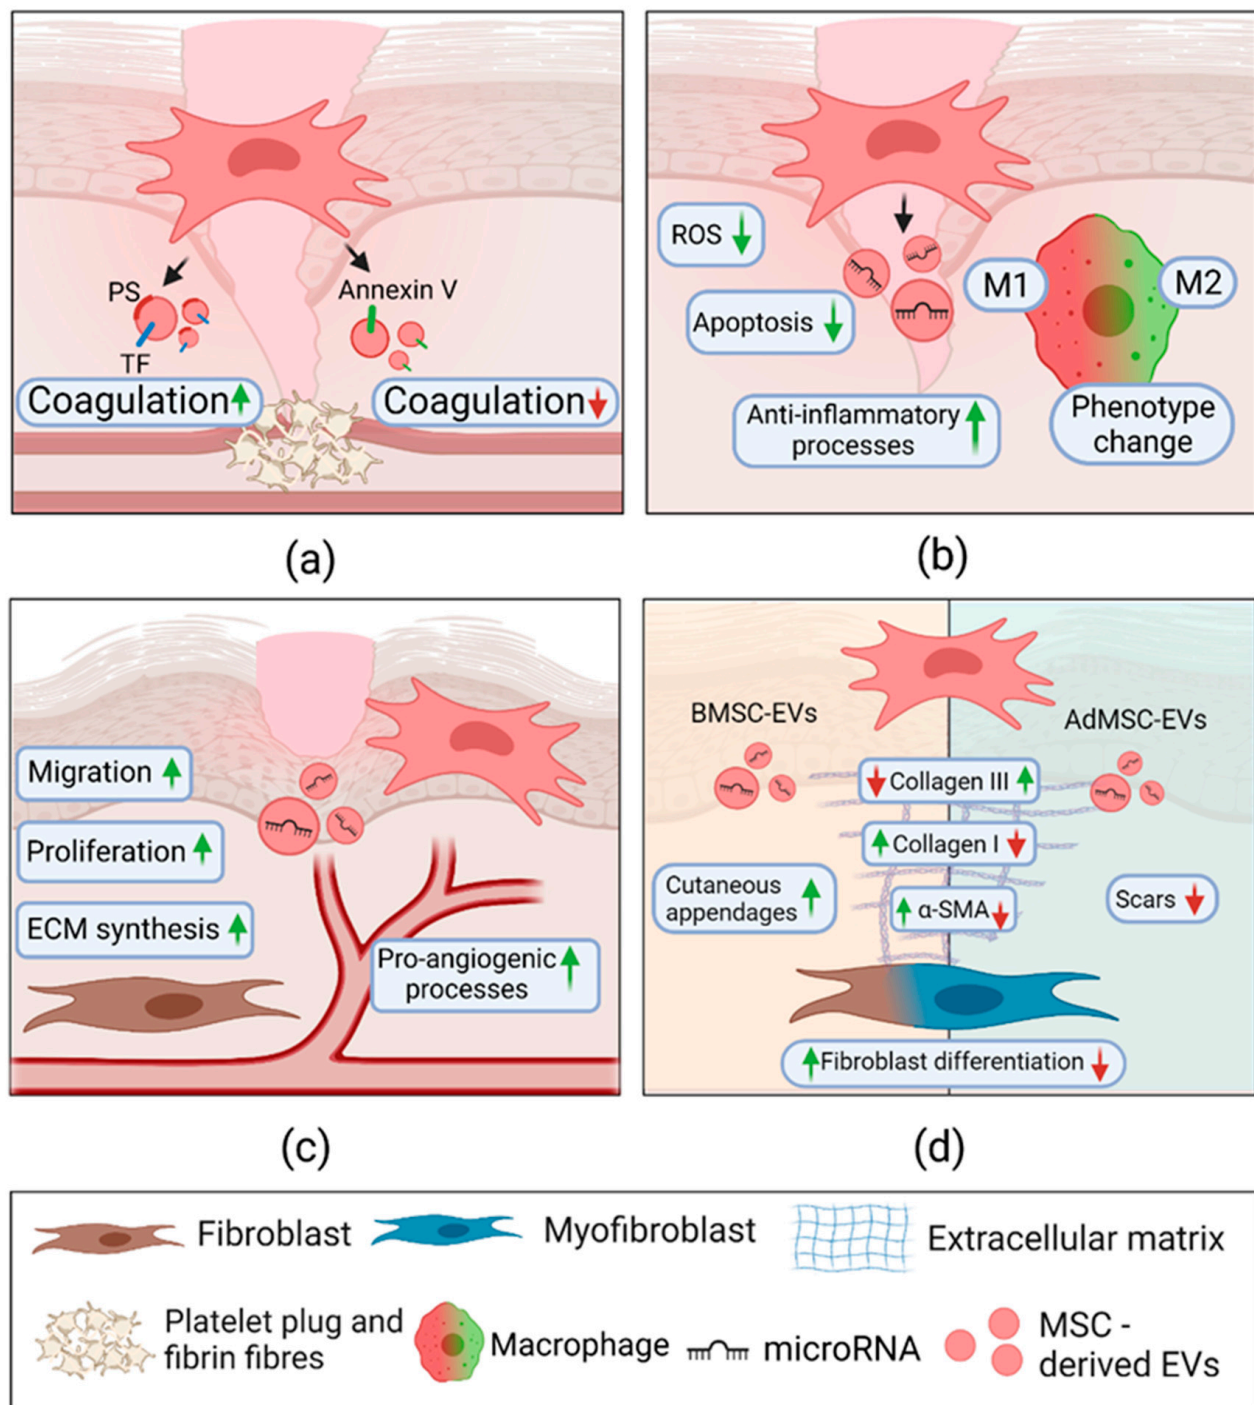 PS
TF
Annexin V
Coagulation
Coagulation
(a)
ROS
Apoptosis
Anti-inflammatory
processes
M1
M2
Phenotype
change
(b)
Migration
Proliferation
ECM synthesis
Pro-angiogenic
processes
(c)
BMSC-EVs
AdMSC-EVs
Collagen III
Collagen I
α-SMA
Cutaneous
appendages
Scars
Fibroblast differentiation
(d)
Fibroblast
Myofibroblast
Extracellular matrix
Platelet plug and
fibrin fibres
Macrophage
microRNA
MSC -
derived EVs